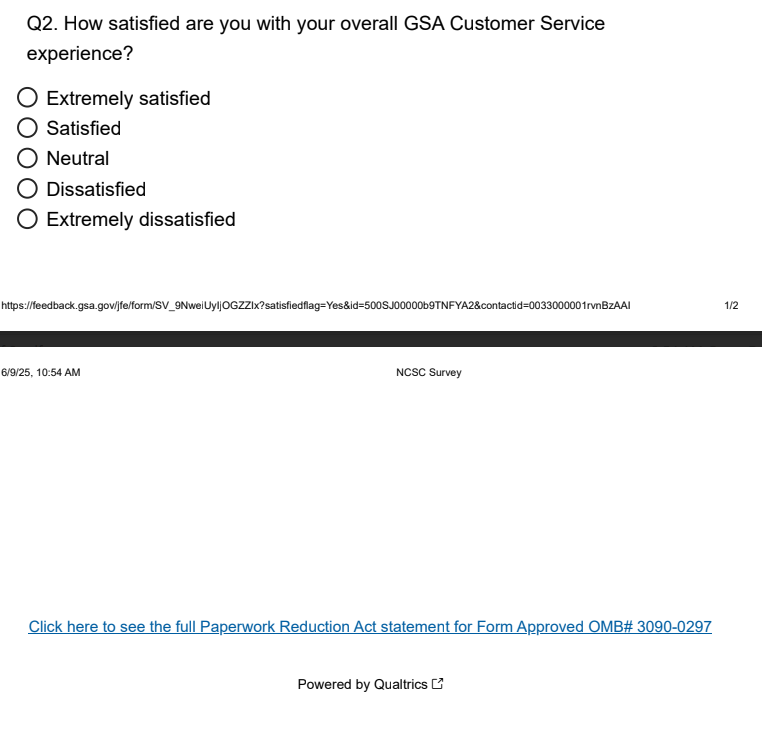 Q2. How satisfied are you with your overall GSA Customer Service
experience?
Extremely satisfied
Satisfied
Neutral
Dissatisfied
Extremely dissatisfied
https://feedback.gsa.gov/jfe/form/SV_9NweiUyIjOGZZIx?satisfiedflag=Yes&id=500SJ00000b9TNFYA2&contactid=0033000001rvnBzAAI 1/2
6/9/25, 10:54 AM NCSC Survey
Click here to see the full Paperwork Reduction Act statement for Form Approved OMB# 3090-0297
Powered by Qualtrics